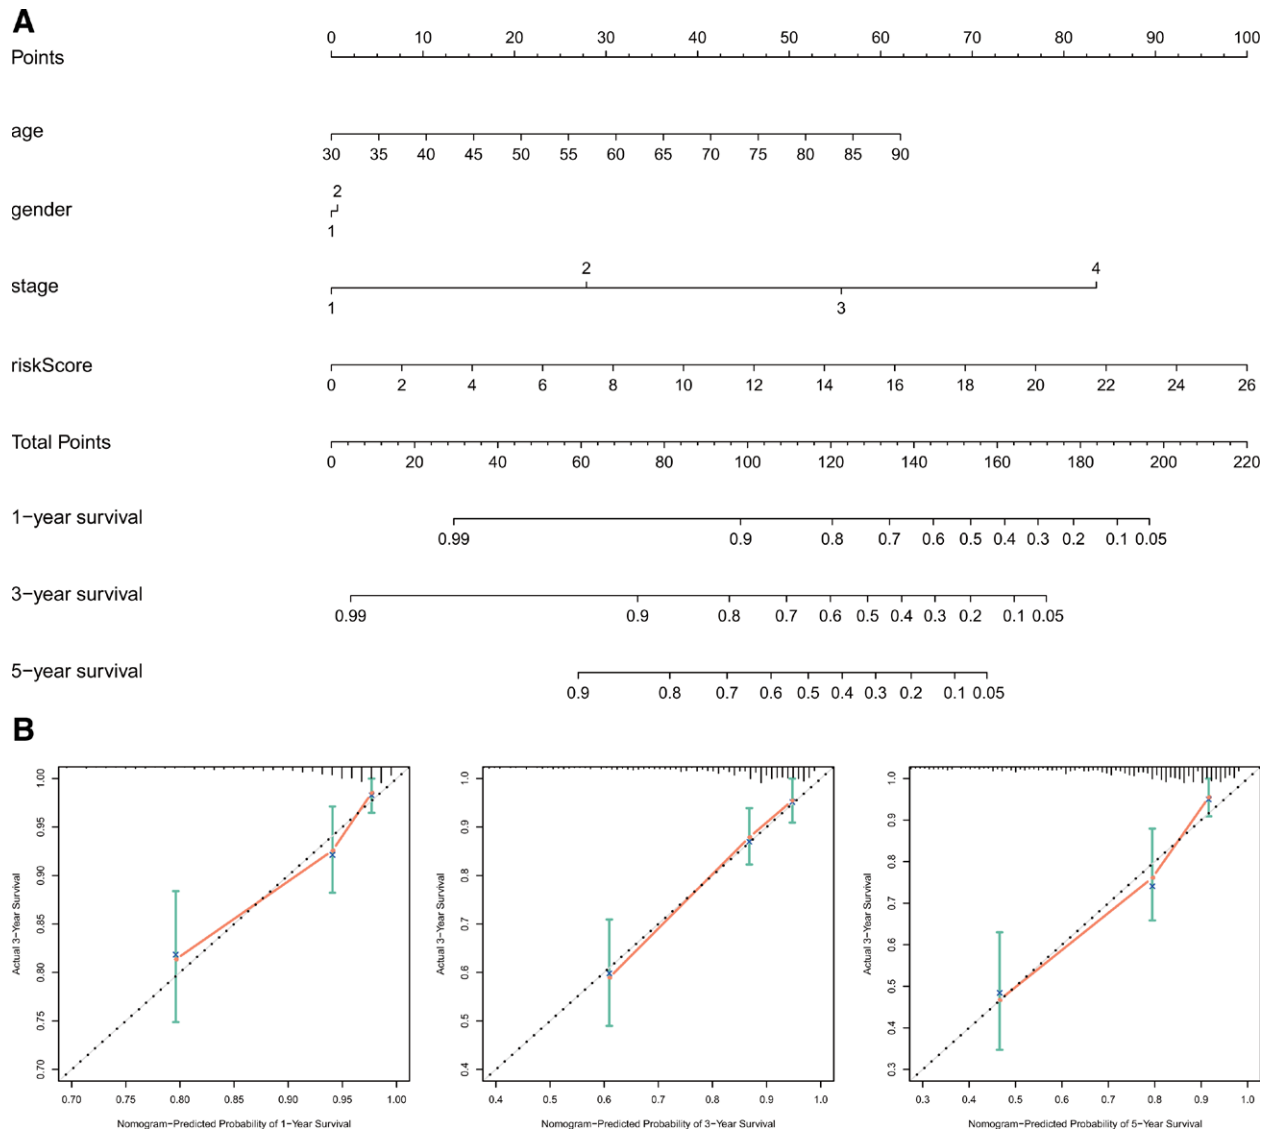 A
0 10 20 30 40 50 60 70 80 90 100
Points
age
30 35 40 45 50 55 60 65 70 75 80 85 90
2
gender
1
2 4
stage
1 3
riskScore
0 2 4 6 8 10 12 14 16 18 20 22 24 26
Total Points
0 20 40 60 80 100 120 140 160 180 200 220
1−year survival
0.99 0.9 0.8 0.7 0.6 0.5 0.4 0.3 0.2 0.1 0.05
3−year survival
0.99 0.9 0.8 0.7 0.6 0.5 0.4 0.3 0.2 0.1 0.05
5−year survival
0.9 0.8 0.7 0.6 0.5 0.4 0.3 0.2 0.1 0.05
B
Actual 3−Year Survival
1.00
0.95
0.90
0.85
0.80
0.75
0.70
0.70 0.75 0.80 0.85 0.90 0.95 1.00
Nomogram−Predicted Probability of 1−Year Survival
Actual 3−Year Survival
1.0
0.9
0.8
0.7
0.6
0.5
0.4
0.4 0.5 0.6 0.7 0.8 0.9 1.0
Nomogram−Predicted Probability of 3−Year Survival
Actual 3−Year Survival
1.0
0.9
0.8
0.7
0.6
0.5
0.4
0.3
0.3 0.4 0.5 0.6 0.7 0.8 0.9 1.0
Nomogram−Predicted Probability of 5−Year Survival